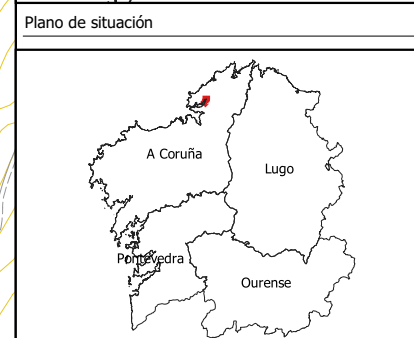 Plano de situación
A Coruña
Lugo
Pontevedra
Ourense